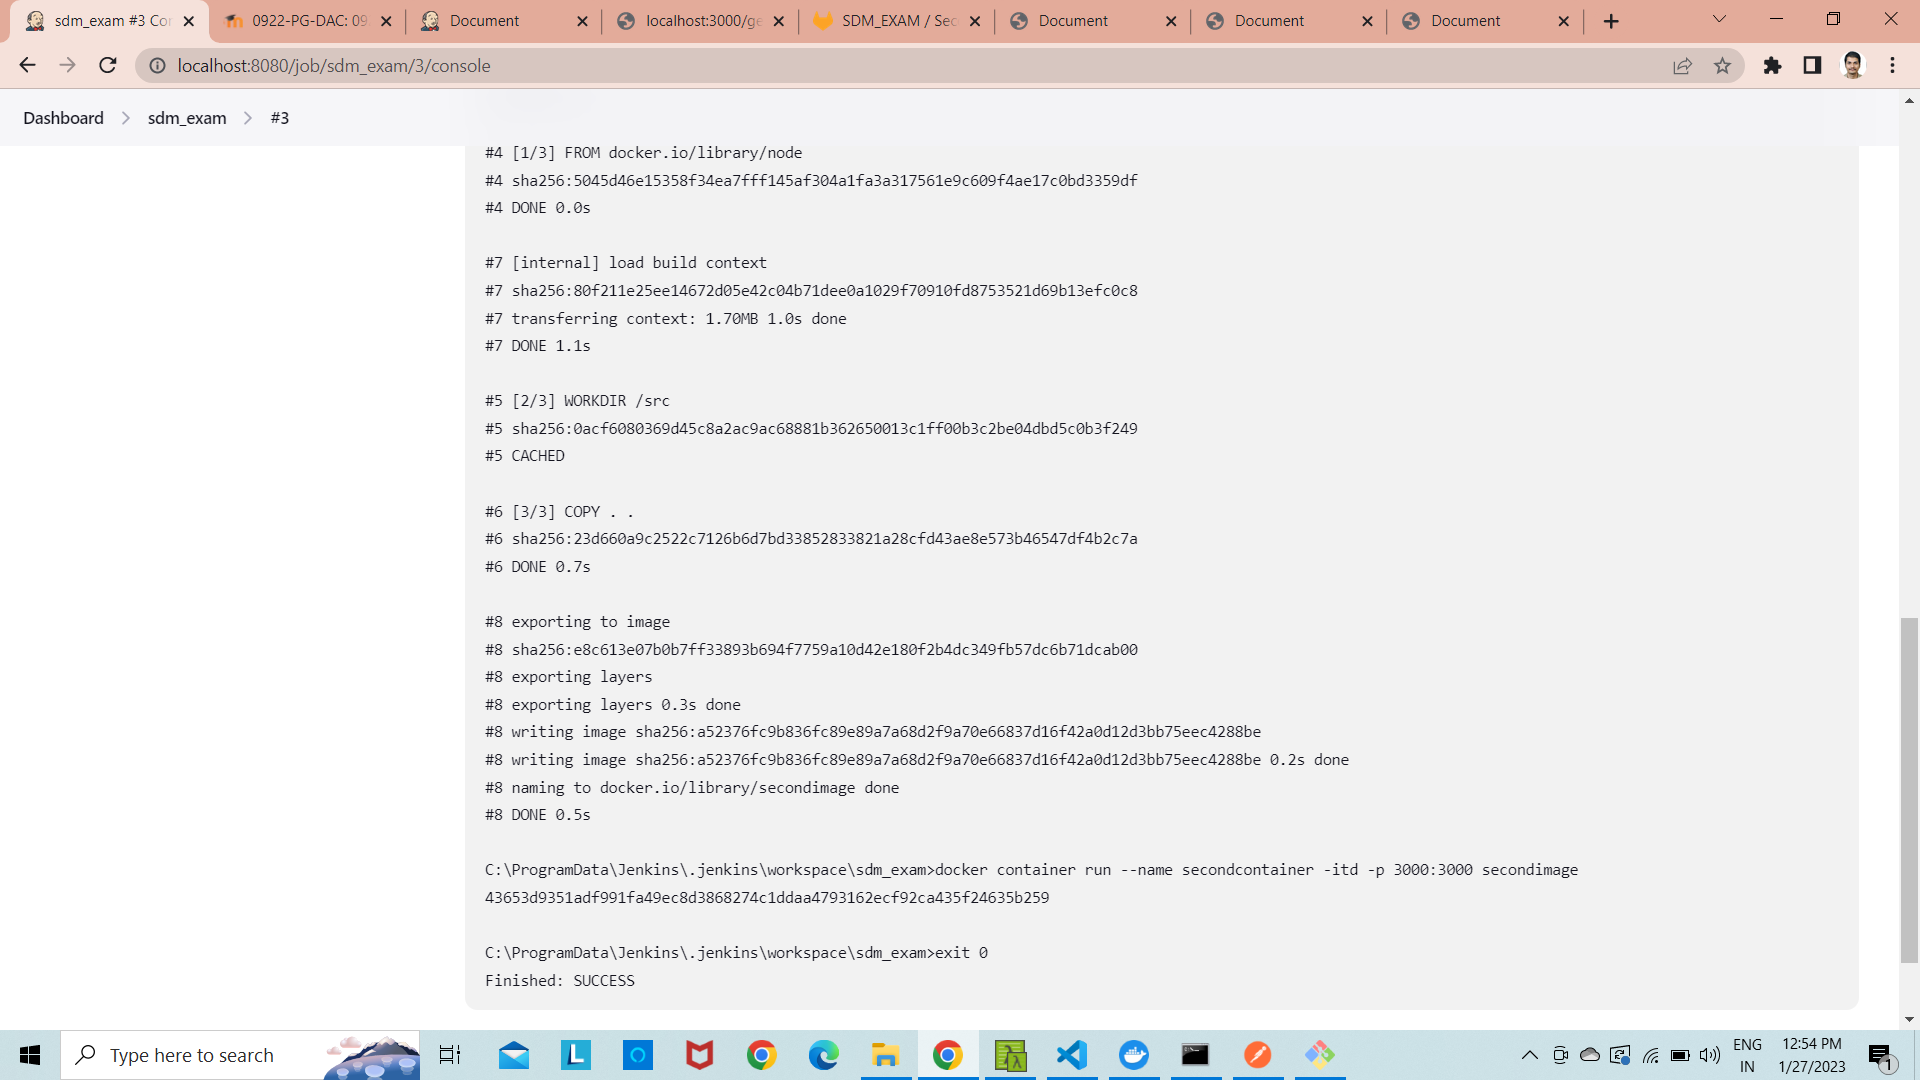 sdm_exam #3 Co
0922-PG-DAC: 09
Document
localhost:3000/ge
SDM_EXAM / Sec
Document
Document
Document
localhost:8080/job/sdm_exam/3/console
Dashboard
sdm_exam
#3
#4 [1/3] FROM docker.io/library/node
#4 sha256:5045d46e15358f34ea7fff145af304a1fa3a317561e9c609f4ae17c0bd3359df
#4 DONE 0.0s
#7 [internal] load build context
#7 sha256:80f211e25ee14672d05e42c04b71dee0a1029f70910fd8753521d69b13efc0c8
#7 transferring context: 1.70MB 1.0s done
#7 DONE 1.1s
#5 [2/3] WORKDIR /src
#5 sha256:0acf6080369d45c8a2ac9ac68881b362650013c1ff00b3c2be04dbd5c0b3f249
#5 CACHED
#6 [3/3] COPY . .
#6 sha256:23d660a9c2522c7126b6d7bd33852833821a28cfd43ae8e573b46547df4b2c7a
#6 DONE 0.7s
#8 exporting to image
#8 sha256:e8c613e07b0b7ff33893b694f7759a10d42e180f2b4dc349fb57dc6b71dcab00
#8 exporting layers
#8 exporting layers 0.3s done
#8 writing image sha256:a52376fc9b836fc89e89a7a68d2f9a70e66837d16f42a0d12d3bb75eec4288be
#8 writing image sha256:a52376fc9b836fc89e89a7a68d2f9a70e66837d16f42a0d12d3bb75eec4288be 0.2s done
#8 naming to docker.io/library/secondimage done
#8 DONE 0.5s
C:\ProgramData\Jenkins\.jenkins\workspace\sdm_exam>docker container run --name secondcontainer -itd -p 3000:3000 secondimage
43653d9351adf991fa49ec8d3868274c1ddaa4793162ecf92ca435f24635b259
C:\ProgramData\Jenkins\.jenkins\workspace\sdm_exam>exit 0
Finished: SUCCESS
Type here to search
ENG
IN
12:54 PM
1/27/2023
1